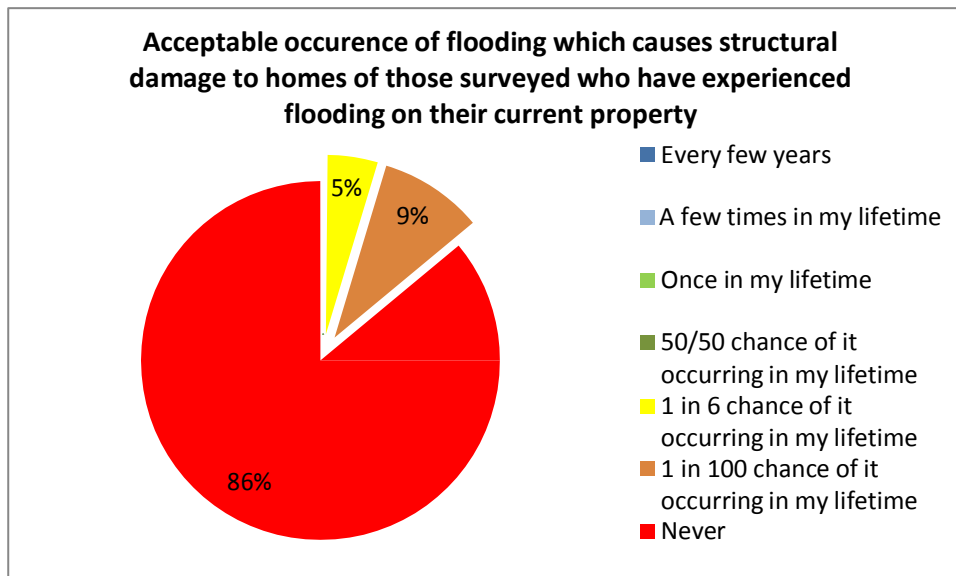 Acceptable occurence of flooding which causes structural
damage to homes of those surveyed who have experienced
flooding on their current property
5%
9%
86%
Every few years
A few times in my lifetime
Once in my lifetime
50/50 chance of it
occurring in my lifetime
1 in 6 chance of it
occurring in my lifetime
1 in 100 chance of it
occurring in my lifetime
Never